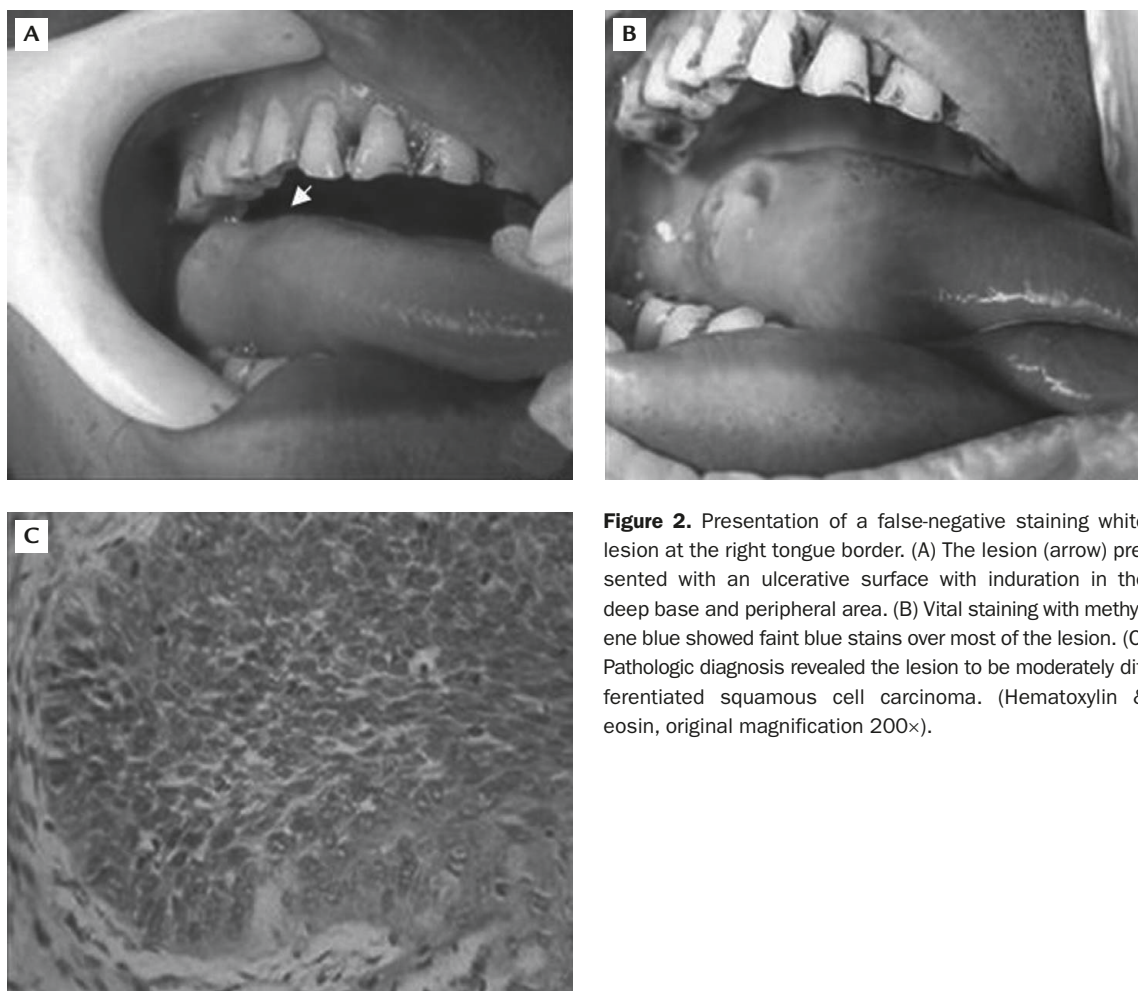 A
B
C
Figure 2. Presentation of a false-negative staining white
lesion at the right tongue border. (A) The lesion (arrow) pre
sented with an ulcerative surface with induration in the
deep base and peripheral area. (B) Vital staining with methy
ene blue showed faint blue stains over most of the lesion. (C
Pathologic diagnosis revealed the lesion to be moderately dif
ferentiated squamous cell carcinoma. (Hematoxylin &
eosin, original magnification 200×).